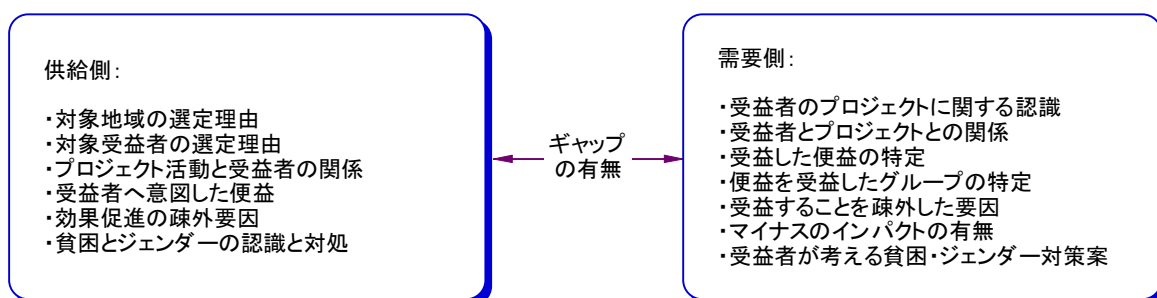 供給側：
・対象地域の選定理由
・対象受益者の選定理由
・プロジェクト活動と受益者の関係
・受益者へ意図した便益
・効果促進の疎外要因
・貧困とジェンダーの認識と対処
ギャップ
の有無
需要側：
・受益者のプロジェクトに関する認識
・受益者とプロジェクトとの関係
・受益した便益の特定
・便益を受益したグループの特定
・受益することを疎外した要因
・マイナスのインパクトの有無
・受益者が考える貧困・ジェンダー対策案